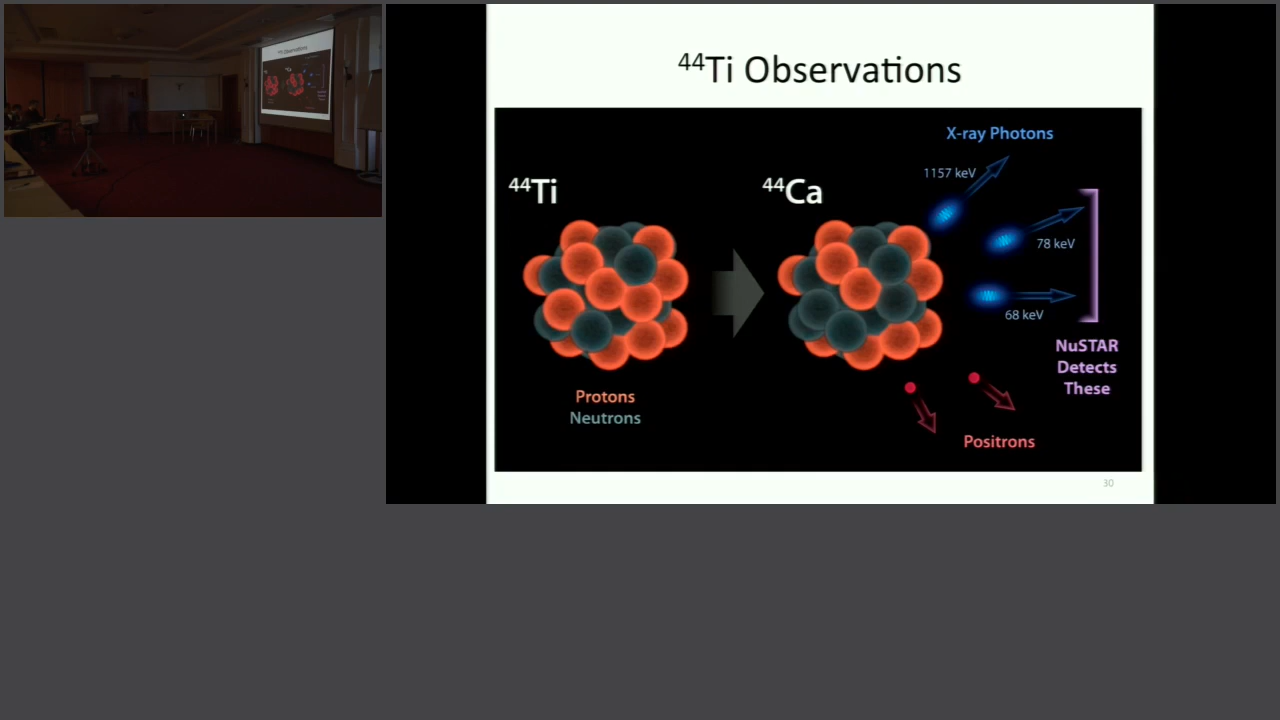 ⁴⁴Ti Observations
X-ray Photons
1157 keV
⁴⁴Ti
⁴⁴Ca
78 keV
68 keV
NuSTAR
Detects
These
Protons
Neutrons
Positrons
30